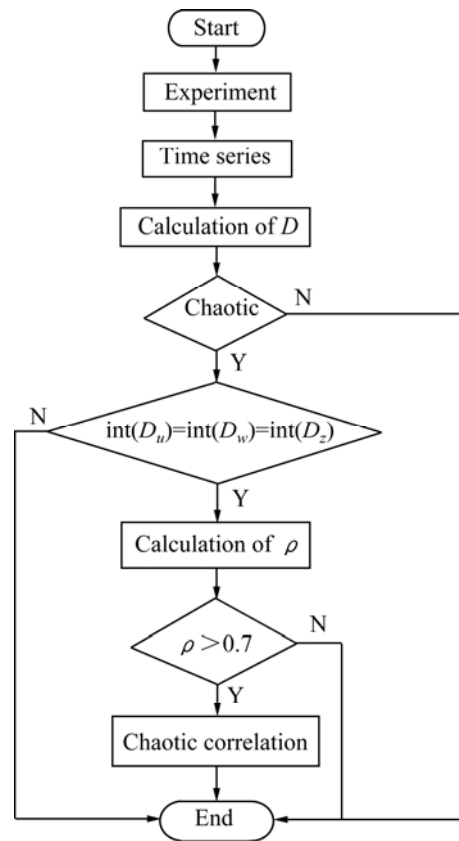 Start
Experiment
Time series
Calculation of D
Chaotic
N
Y
N
int(D_u)=int(D_w)=int(D_z)
Y
Calculation of ρ
ρ＞0.7
N
Y
Chaotic correlation
End